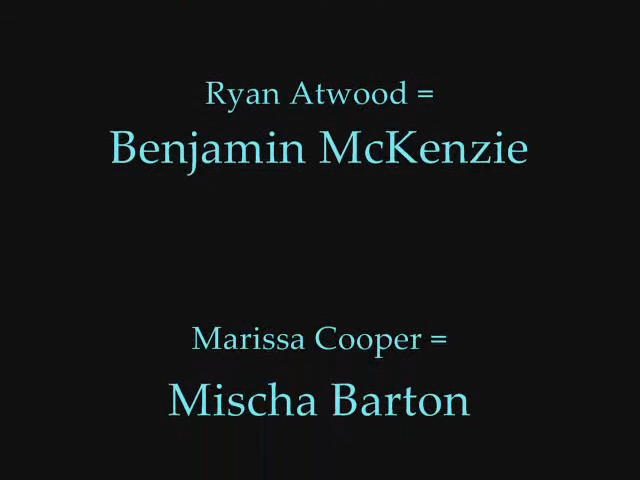 Ryan Atwood =
Benjamin McKenzie
Marissa Cooper =
Mischa Barton